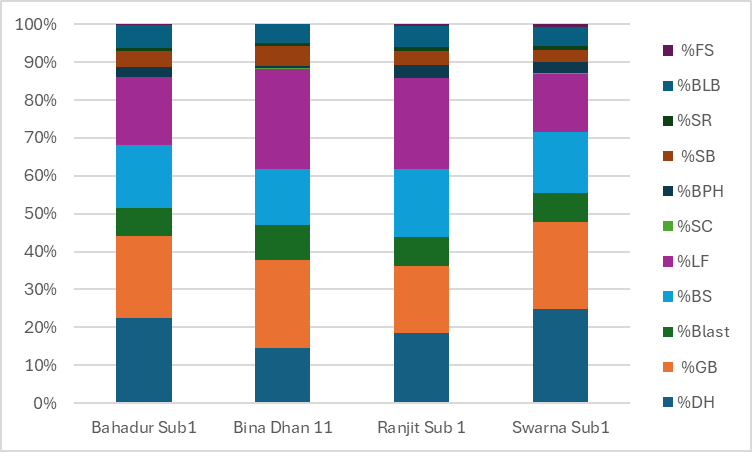 100%
90%
80%
70%
60%
50%
40%
30%
20%
10%
0%
Bahadur Sub1 Bina Dhan 11 Ranjit Sub 1 Swarna Sub1
%FS
%BLB
%SR
%SB
%BPH
%SC
%LF
%BS
%Blast
%GB
%DH